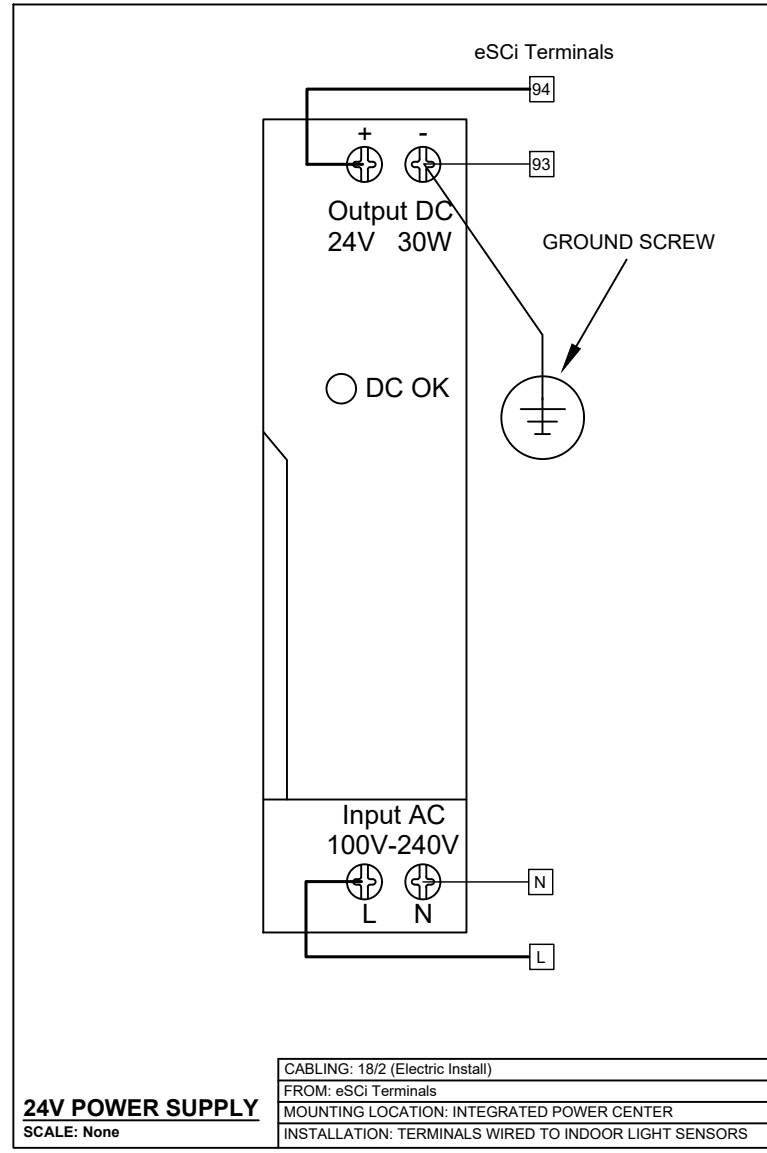 eSCi Terminals
94
+ -
93
Output DC
24V 30W
GROUND SCREW
DC OK
Input AC
100V-240V
N
L N
L
24V POWER SUPPLY
SCALE: None
CABLING: 18/2 (Electric Install)
FROM: eSCi Terminals
MOUNTING LOCATION: INTEGRATED POWER CENTER
INSTALLATION: TERMINALS WIRED TO INDOOR LIGHT SENSORS